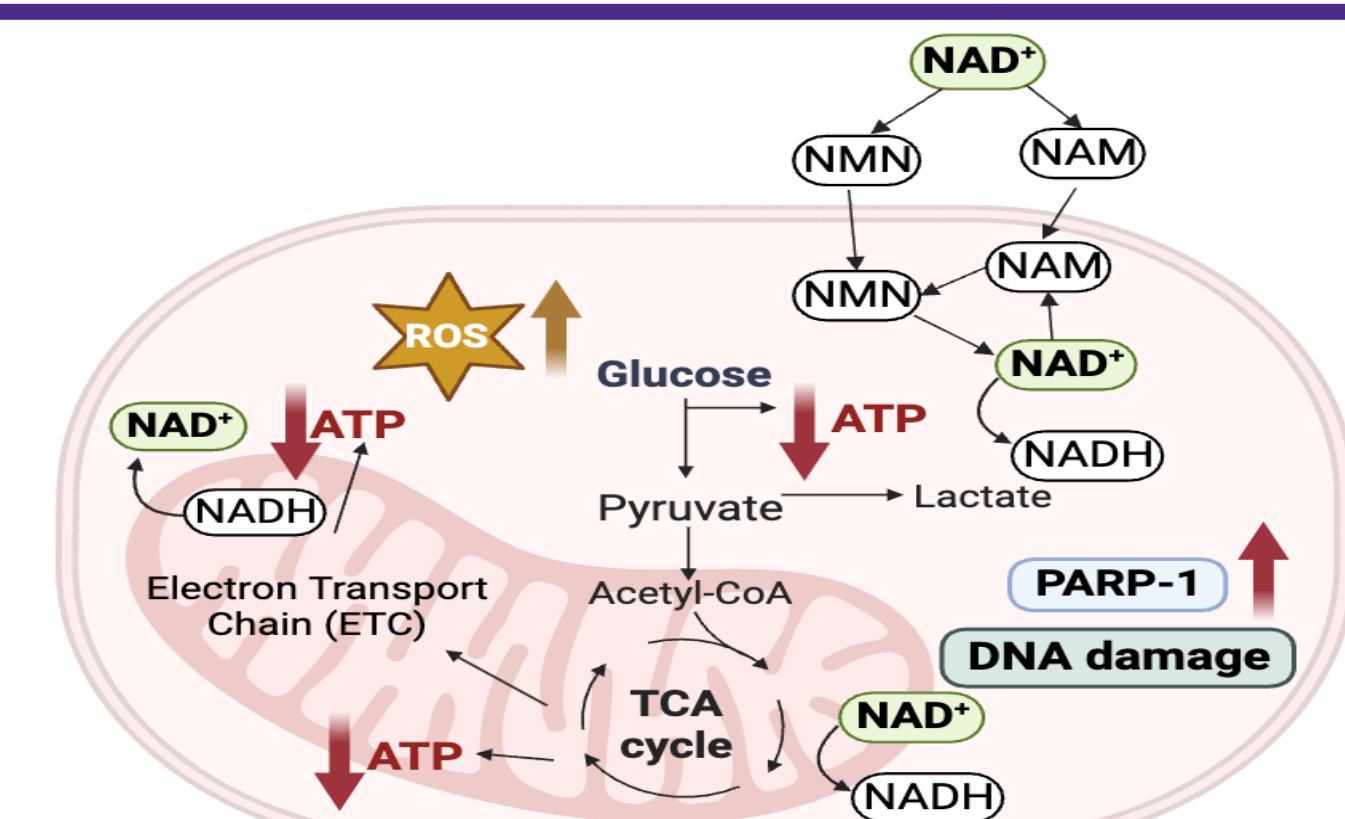 NAD⁺
NMN
NAM
NAM
NMN
ROS
Glucose
NAD⁺
NAD⁺
ATP
ATP
NADH
NADH
Pyruvate
Lactate
Electron Transport
Chain (ETC)
Acetyl-CoA
PARP-1
DNA damage
TCA
cycle
NAD⁺
ATP
NADH